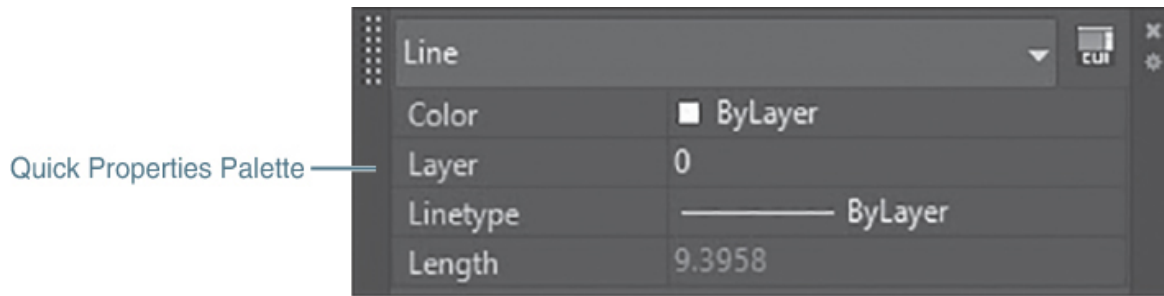 Line
CUI
Color ByLayer
Quick Properties Palette
Layer 0
Linetype ByLayer
Length 9.3958